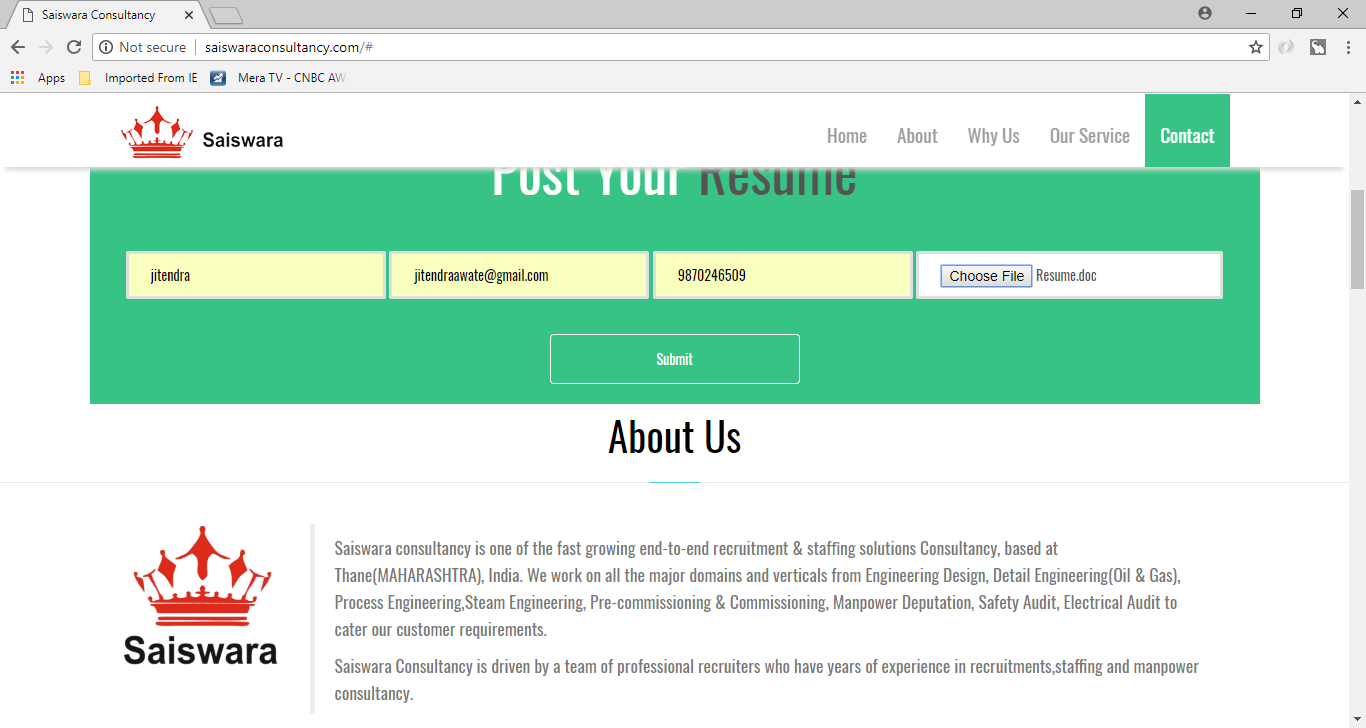 Saiswara Consultancy
Not secure saiswaraconsultancy.com/#
Apps Imported From IE Mera TV - CNBC AW
Saiswara Home About Why Us Our Service Contact
Post Your Resume
jitendra jitendraawate@gmail.com 9870246509 Choose File Resume.doc
Submit
About Us
Saiswara
Saiswara consultancy is one of the fast growing end-to-end recruitment & staffing solutions Consultancy, based at
Thane(MAHARASHTRA), India. We work on all the major domains and verticals from Engineering Design, Detail Engineering(Oil & Gas),
Process Engineering,Steam Engineering, Pre-commissioning & Commissioning, Manpower Deputation, Safety Audit, Electrical Audit to
cater our customer requirements.
Saiswara Consultancy is driven by a team of professional recruiters who have years of experience in recruitments,staffing and manpower
consultancy.